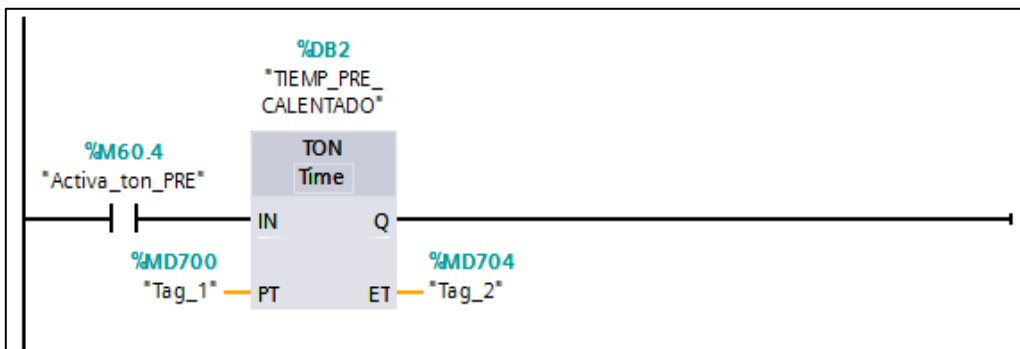 %DB2
"TIEMP_PRE_
CALENTADO"
%M60.4
"Activa_ton_PRE"
TON
Time
IN
Q
%MD700
"Tag_1"
PT
ET
%MD704
"Tag_2"